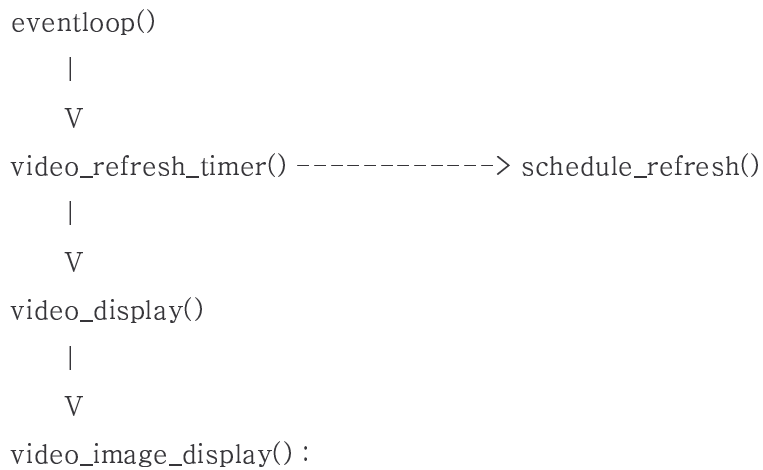 eventloop()
|
V
video_refresh_timer() ------------> schedule_refresh()
|
V
video_display()
|
V
video_image_display() :